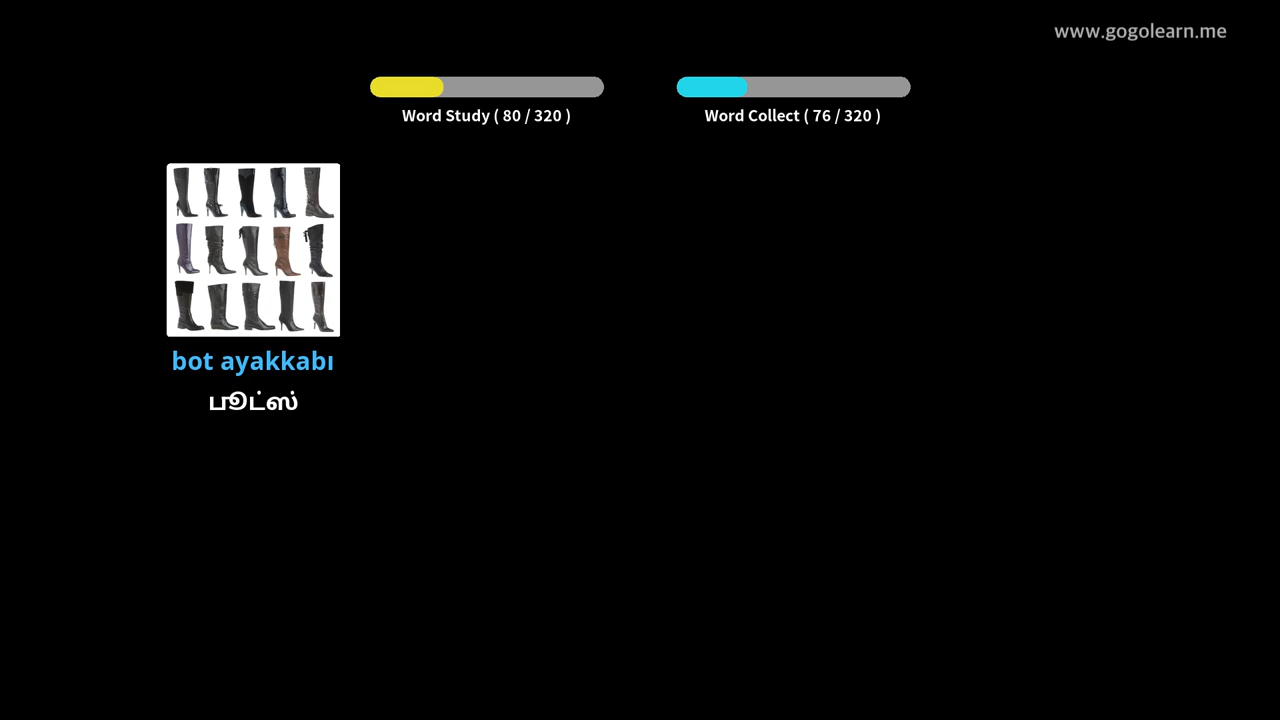 www.gogolearn.me
Word Study ( 80 / 320 )
Word Collect ( 76 / 320 )
bot ayakkabı
பூட்ஸ்